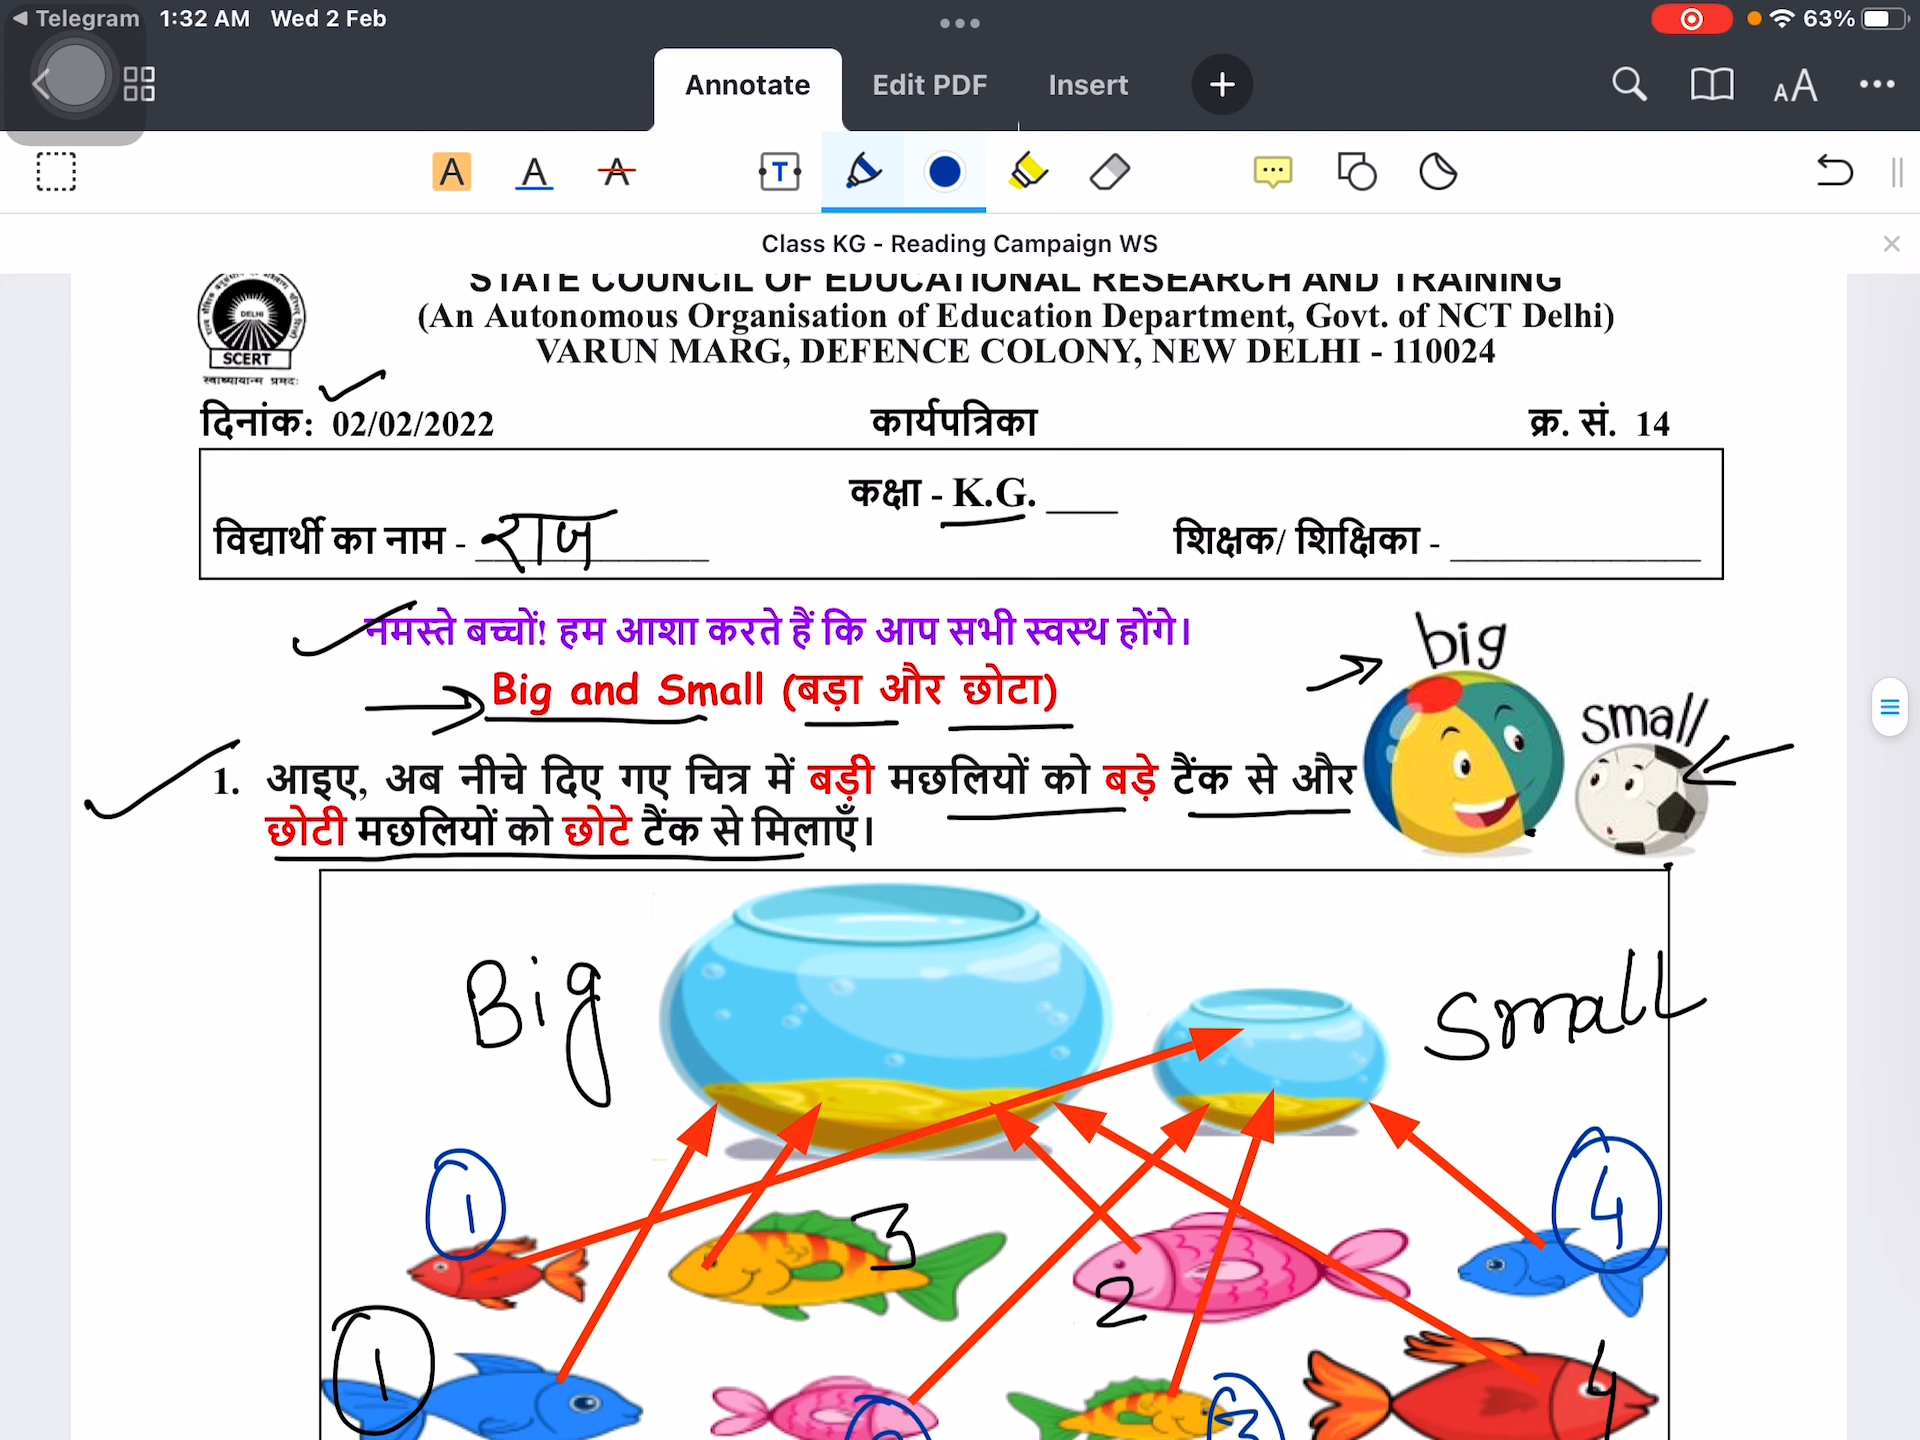 Telegram 1:32 AM Wed 2 Feb 63%
Annotate Edit PDF Insert
A A A T
Class KG - Reading Campaign WS
STATE COUNCIL OF EDUCATIONAL RESEARCH AND TRAINING
(An Autonomous Organisation of Education Department, Govt. of NCT Delhi)
VARUN MARG, DEFENCE COLONY, NEW DELHI - 110024
DELHI
SCERT
दिनांक: 02/02/2022 कार्यपत्रिका क्र. सं. 14
कक्षा - K.G. ____
विद्यार्थी का नाम - राज शिक्षक/ शिक्षिका - ____________
नमस्ते बच्चों! हम आशा करते हैं कि आप सभी स्वस्थ होंगे।
Big and Small (बड़ा और छोटा)
big
small
1. आइए, अब नीचे दिए गए चित्र में बड़ी मछलियों को बड़े टैंक से और
छोटी मछलियों को छोटे टैंक से मिलाएँ।
Big Small
1 3 2 4
1 3 4